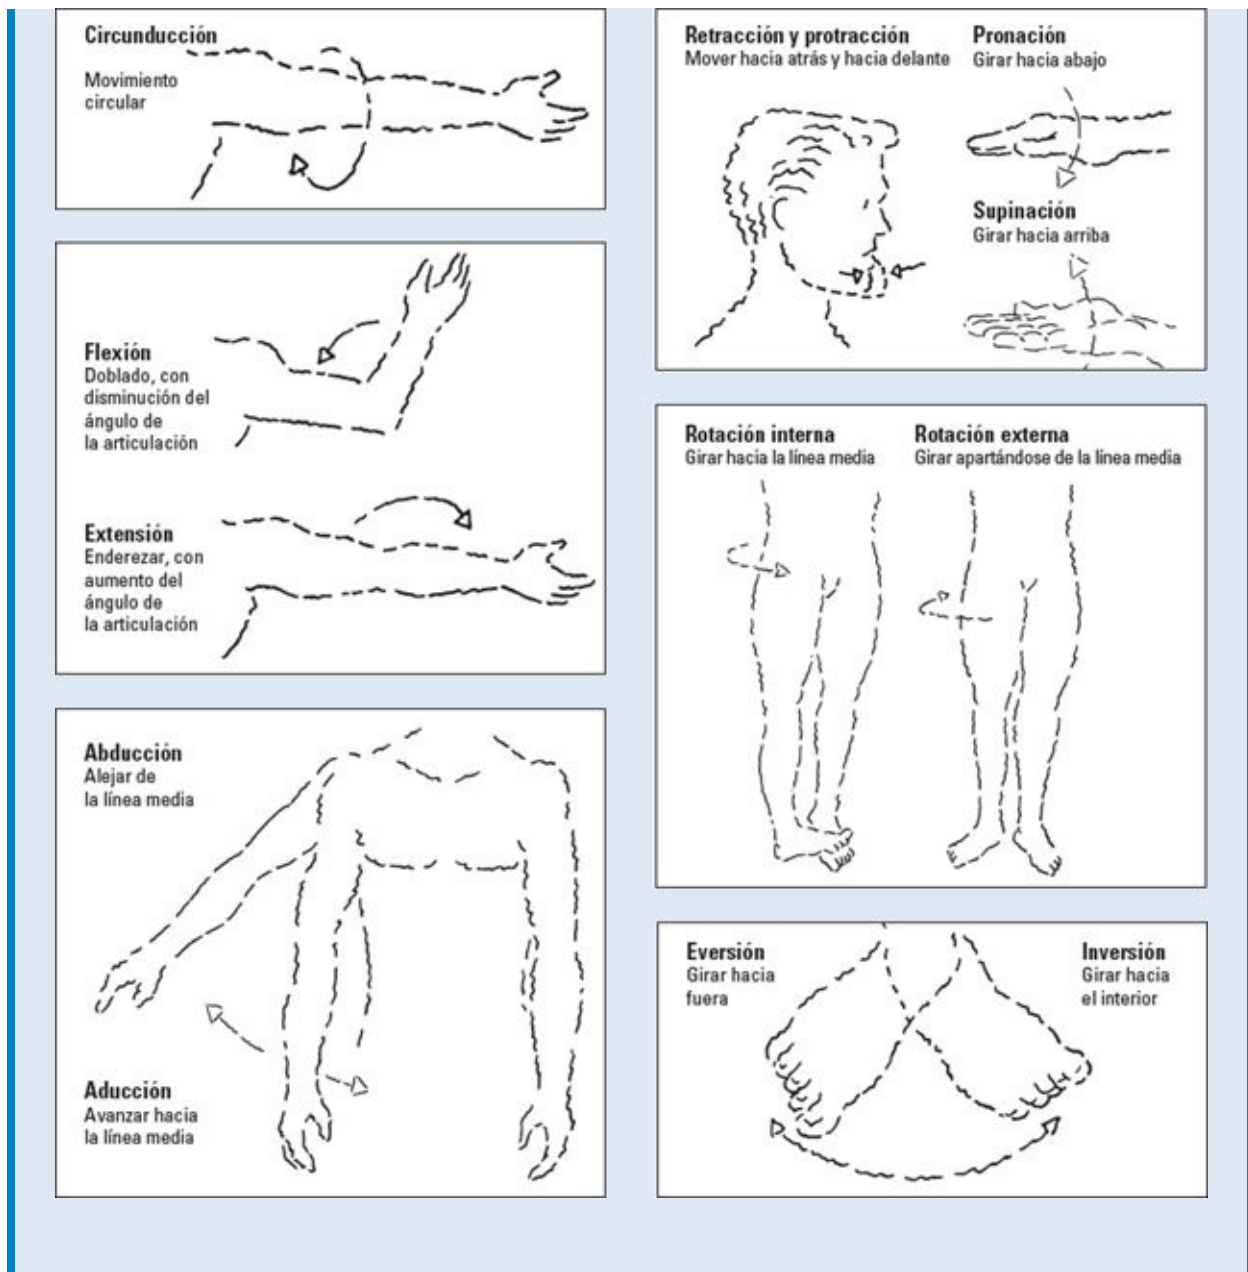 Circunducción
Movimiento
circular
Flexión
Doblado, con
disminución del
ángulo de
la articulación
Extensión
Enderezar, con
aumento del
ángulo de
la articulación
Abducción
Alejar de
la línea media
Aducción
Avanzar hacia
la línea media
Retracción y protracción
Mover hacia atrás y hacia delante
Pronación
Girar hacia abajo
Supinación
Girar hacia arriba
Rotación interna
Girar hacia la línea media
Rotación externa
Girar apartándose de la línea media
Eversión
Girar hacia
fuera
Inversión
Girar hacia
el interior